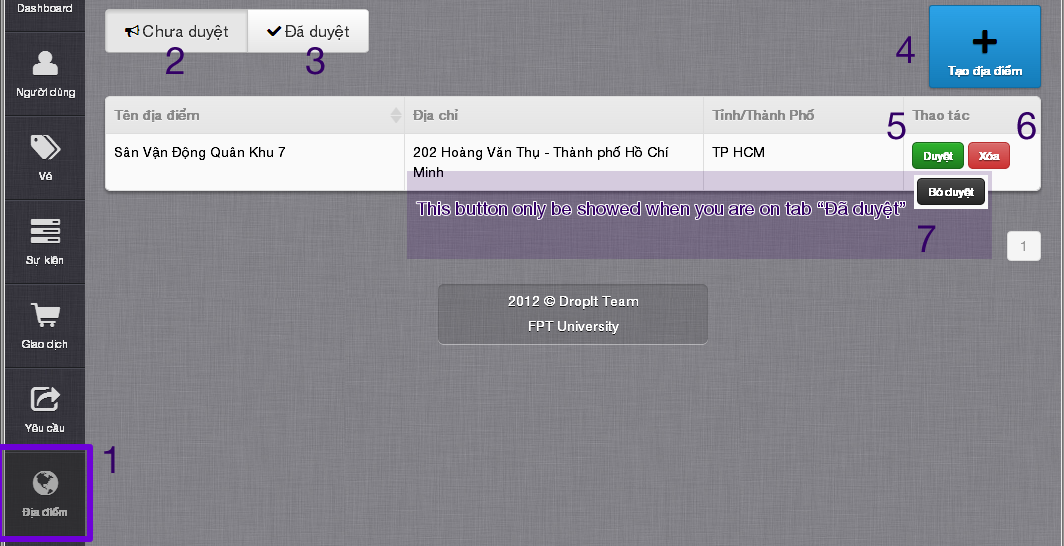 Dashboard
Người dùng
Vé
Sự kiện
Giao dịch
Yêu cầu
1
Địa điểm
Chưa duyệt
2
Đã duyệt
3
4
Tạo địa điểm
Tên địa điểm Địa chỉ Tỉnh/Thành Phố Thao tác
5 6
Sân Vận Động Quân Khu 7 202 Hoàng Văn Thụ - Thành phố Hồ Chí TP HCM Duyệt Xóa
Minh
Bỏ duyệt
This button only be showed when you are on tab “Đã duyệt”
7
1
2012 © DropIt Team
FPT University